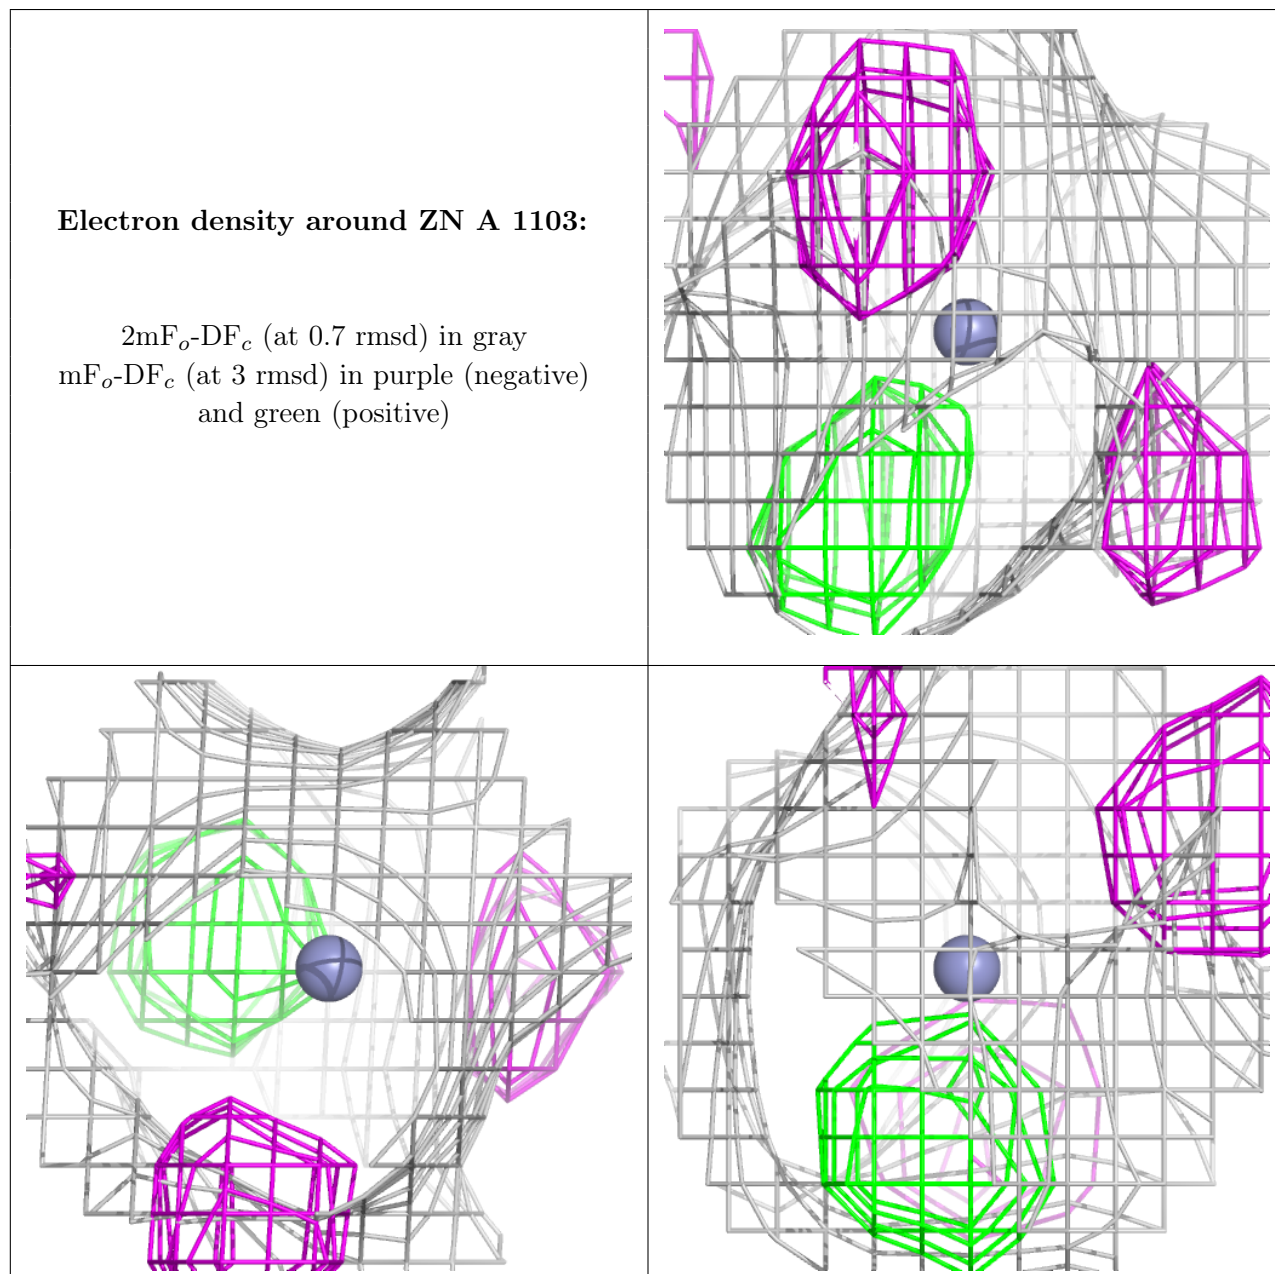 Electron density around ZN A 1103:
2mFo-DFc (at 0.7 rmsd) in gray
mFo-DFc (at 3 rmsd) in purple (negative)
and green (positive)